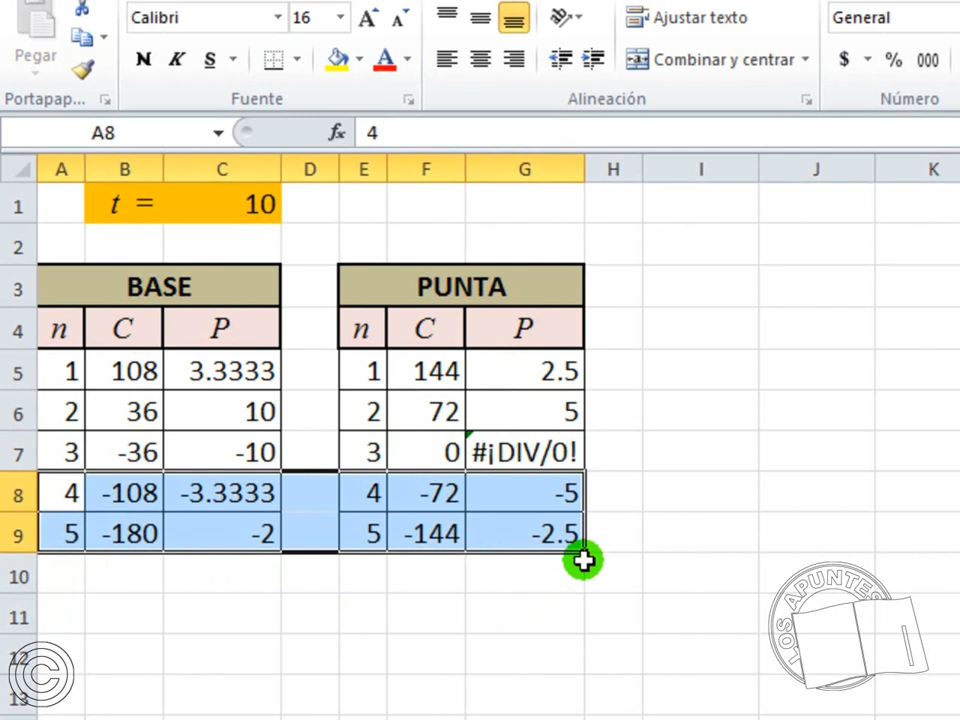 Calibri 16 Ajustar texto General
Pegar N K S A Combinar y centrar $ % 000
Portapap... Fuente Alineación Número
A8 fx 4
A B C D E F G H I J K
1 t = 10
2
3 BASE PUNTA
4 n C P n C P
5 1 108 3.3333 1 144 2.5
6 2 36 10 2 72 5
7 3 -36 -10 3 0 #¡DIV/0!
8 4 -108 -3.3333 4 -72 -5
9 5 -180 -2 5 -144 -2.5
10
11
12
13
C
LOS APUNTES